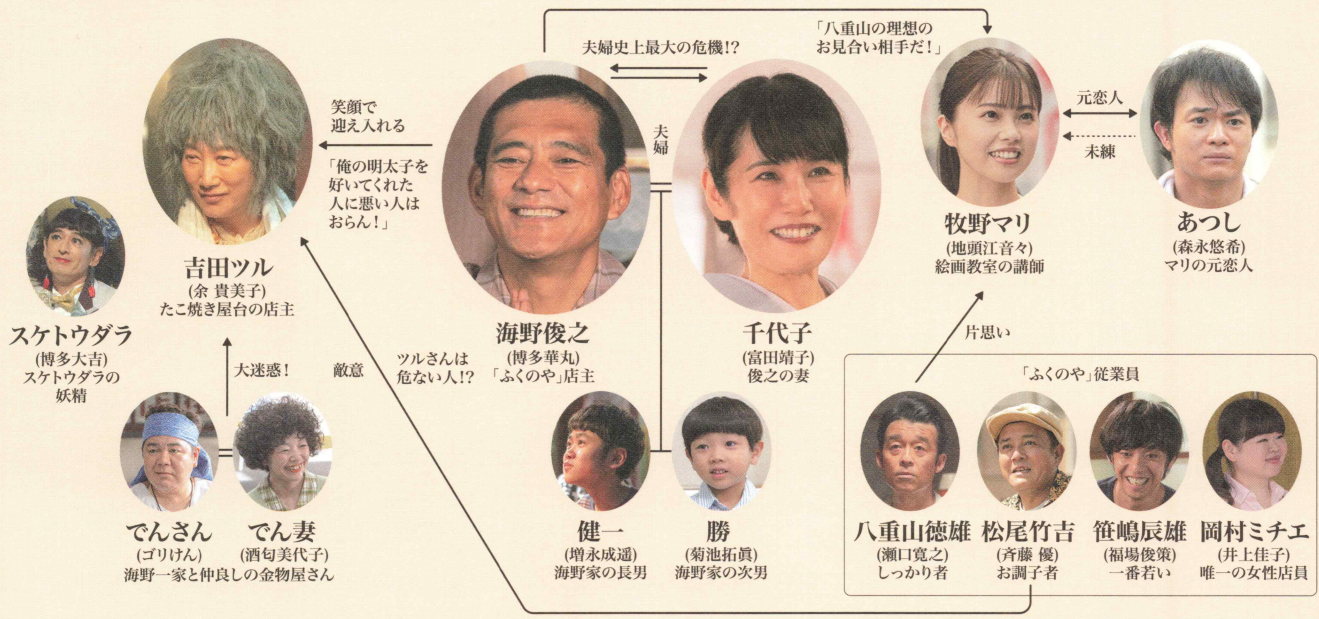 夫婦史上最大の危機!?
「八重山の理想の
お見合い相手だ!」
笑顔で
迎え入れる
「俺の明太子を
好いてくれた
人に悪い人は
おらん!」
夫婦
元恋人
未練
吉田ツル
(余 貴美子)
たこ焼き屋台の店主
スケトウダラ
(博多大吉)
スケトウダラの
妖精
海野俊之
(博多華丸)
「ふくのや」店主
千代子
(富田靖子)
俊之の妻
牧野マリ
(地頭江音々)
絵画教室の講師
あつし
(森永悠希)
マリの元恋人
大迷惑!
敵意
ツルさんは
危ない人!?
片思い
「ふくのや」従業員
でんさん
(ゴリけん)
でん妻
(酒匂美代子)
海野一家と仲良しの金物屋さん
健一
(増永成遥)
海野家の長男
勝
(菊池拓眞)
海野家の次男
八重山徳雄
(瀬口寛之)
しっかり者
松尾竹吉
(斉藤 優)
お調子者
笹嶋辰雄
(福場俊策)
一番若い
岡村ミチエ
(井上佳子)
唯一の女性店員